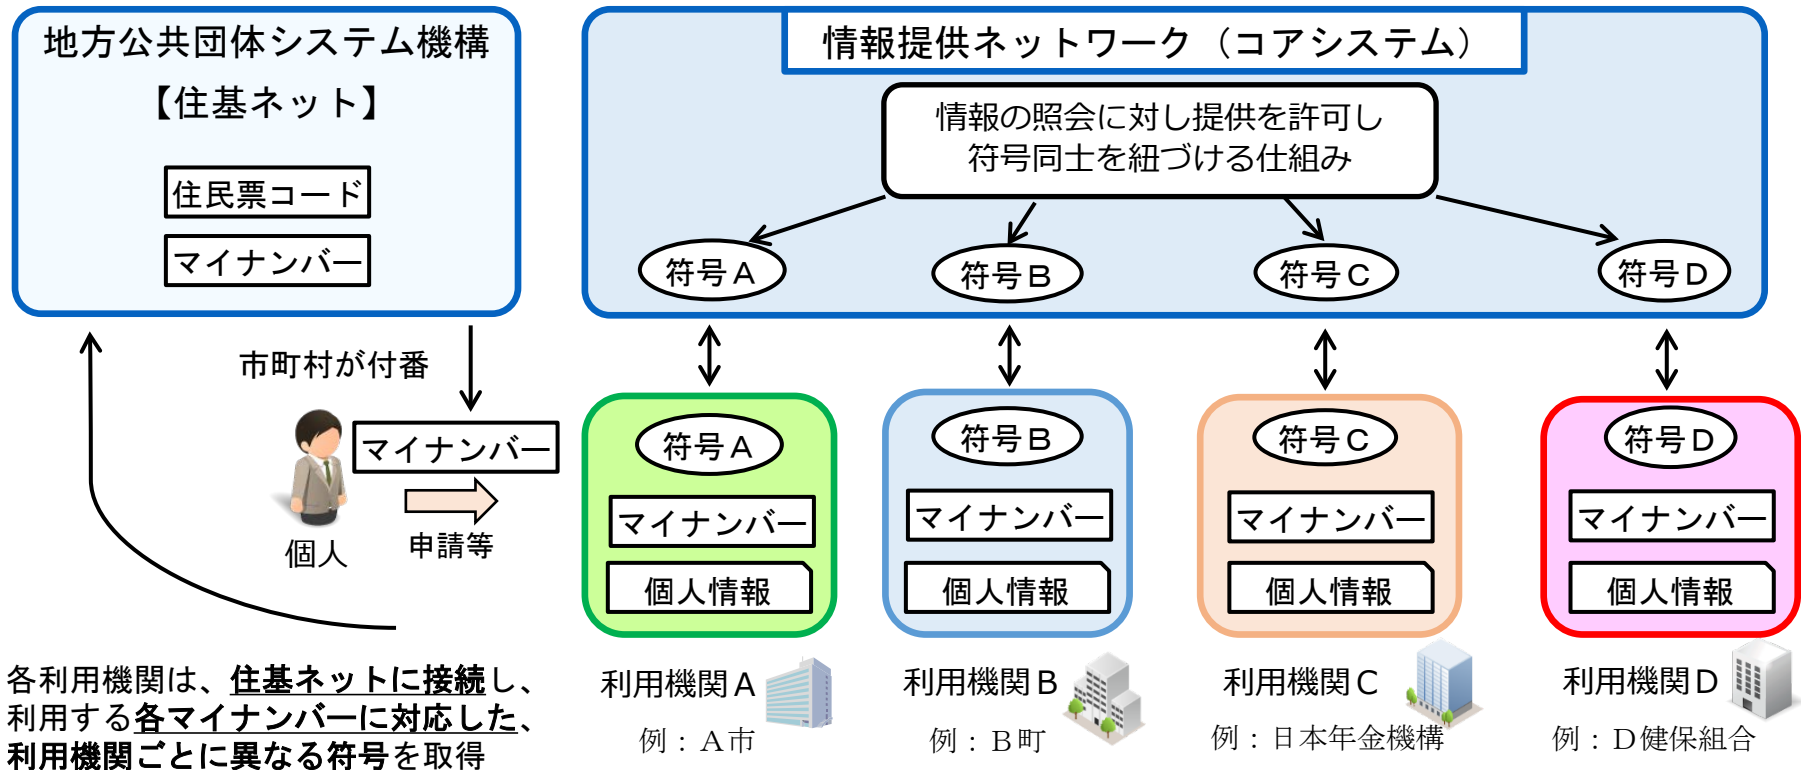 地方公共団体システム機構
【住基ネット】
住民票コード
マイナンバー
市町村が付番
マイナンバー
個人
申請等
各利用機関は、住基ネットに接続し、
利用する各マイナンバーに対応した、
利用機関ごとに異なる符号を取得
情報提供ネットワーク（コアシステム）
情報の照会に対し提供を許可し
符号同士を紐づける仕組み
符号A
符号B
符号C
符号D
符号A
マイナンバー
個人情報
利用機関A
例：A市
符号B
マイナンバー
個人情報
利用機関B
例：B町
符号C
マイナンバー
個人情報
利用機関C
例：日本年金機構
符号D
マイナンバー
個人情報
利用機関D
例：D健保組合